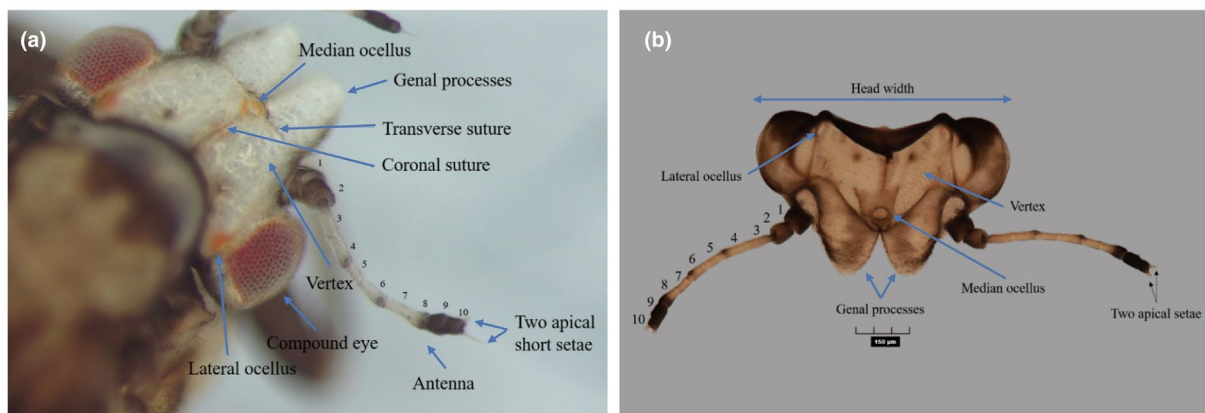 (a)
Median ocellus
Genal processes
Transverse suture
Coronal suture
1
2
3
4
5
6
7
8
9
10
Vertex
Compound eye
Lateral ocellus
Antenna
Two apical
short setae
(b)
Head width
Lateral ocellus
Vertex
1
2
3
4
5
6
7
8
9
10
Median ocellus
Genal processes
150 µm
Two apical setae